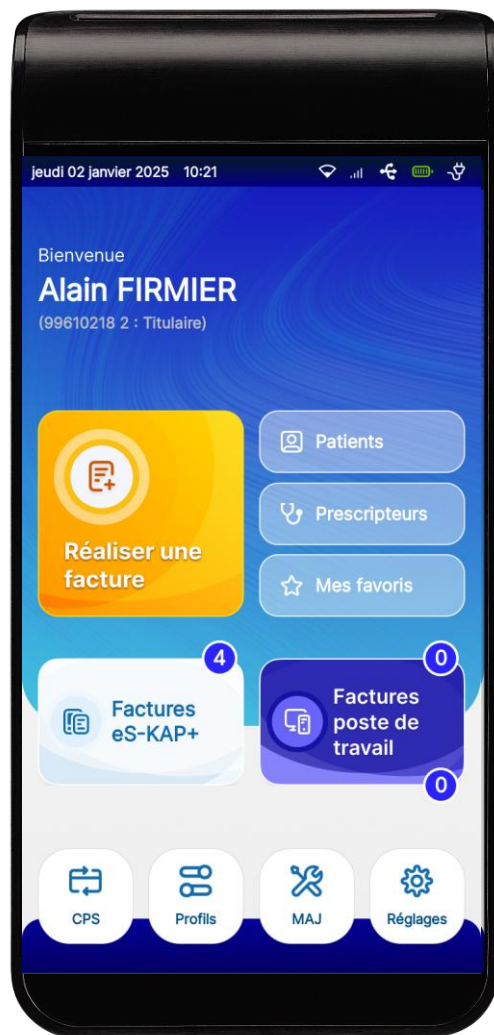 jeudi 02 janvier 2025 10:21
Bienvenue
Alain FIRMIER
(99610218 2 : Titulaire)
Réaliser une
facture
Patients
Prescripteurs
Mes favoris
4
Factures
eS-KAP+
0
Factures
poste de
travail
0
CPS
Profils
MAJ
Réglages